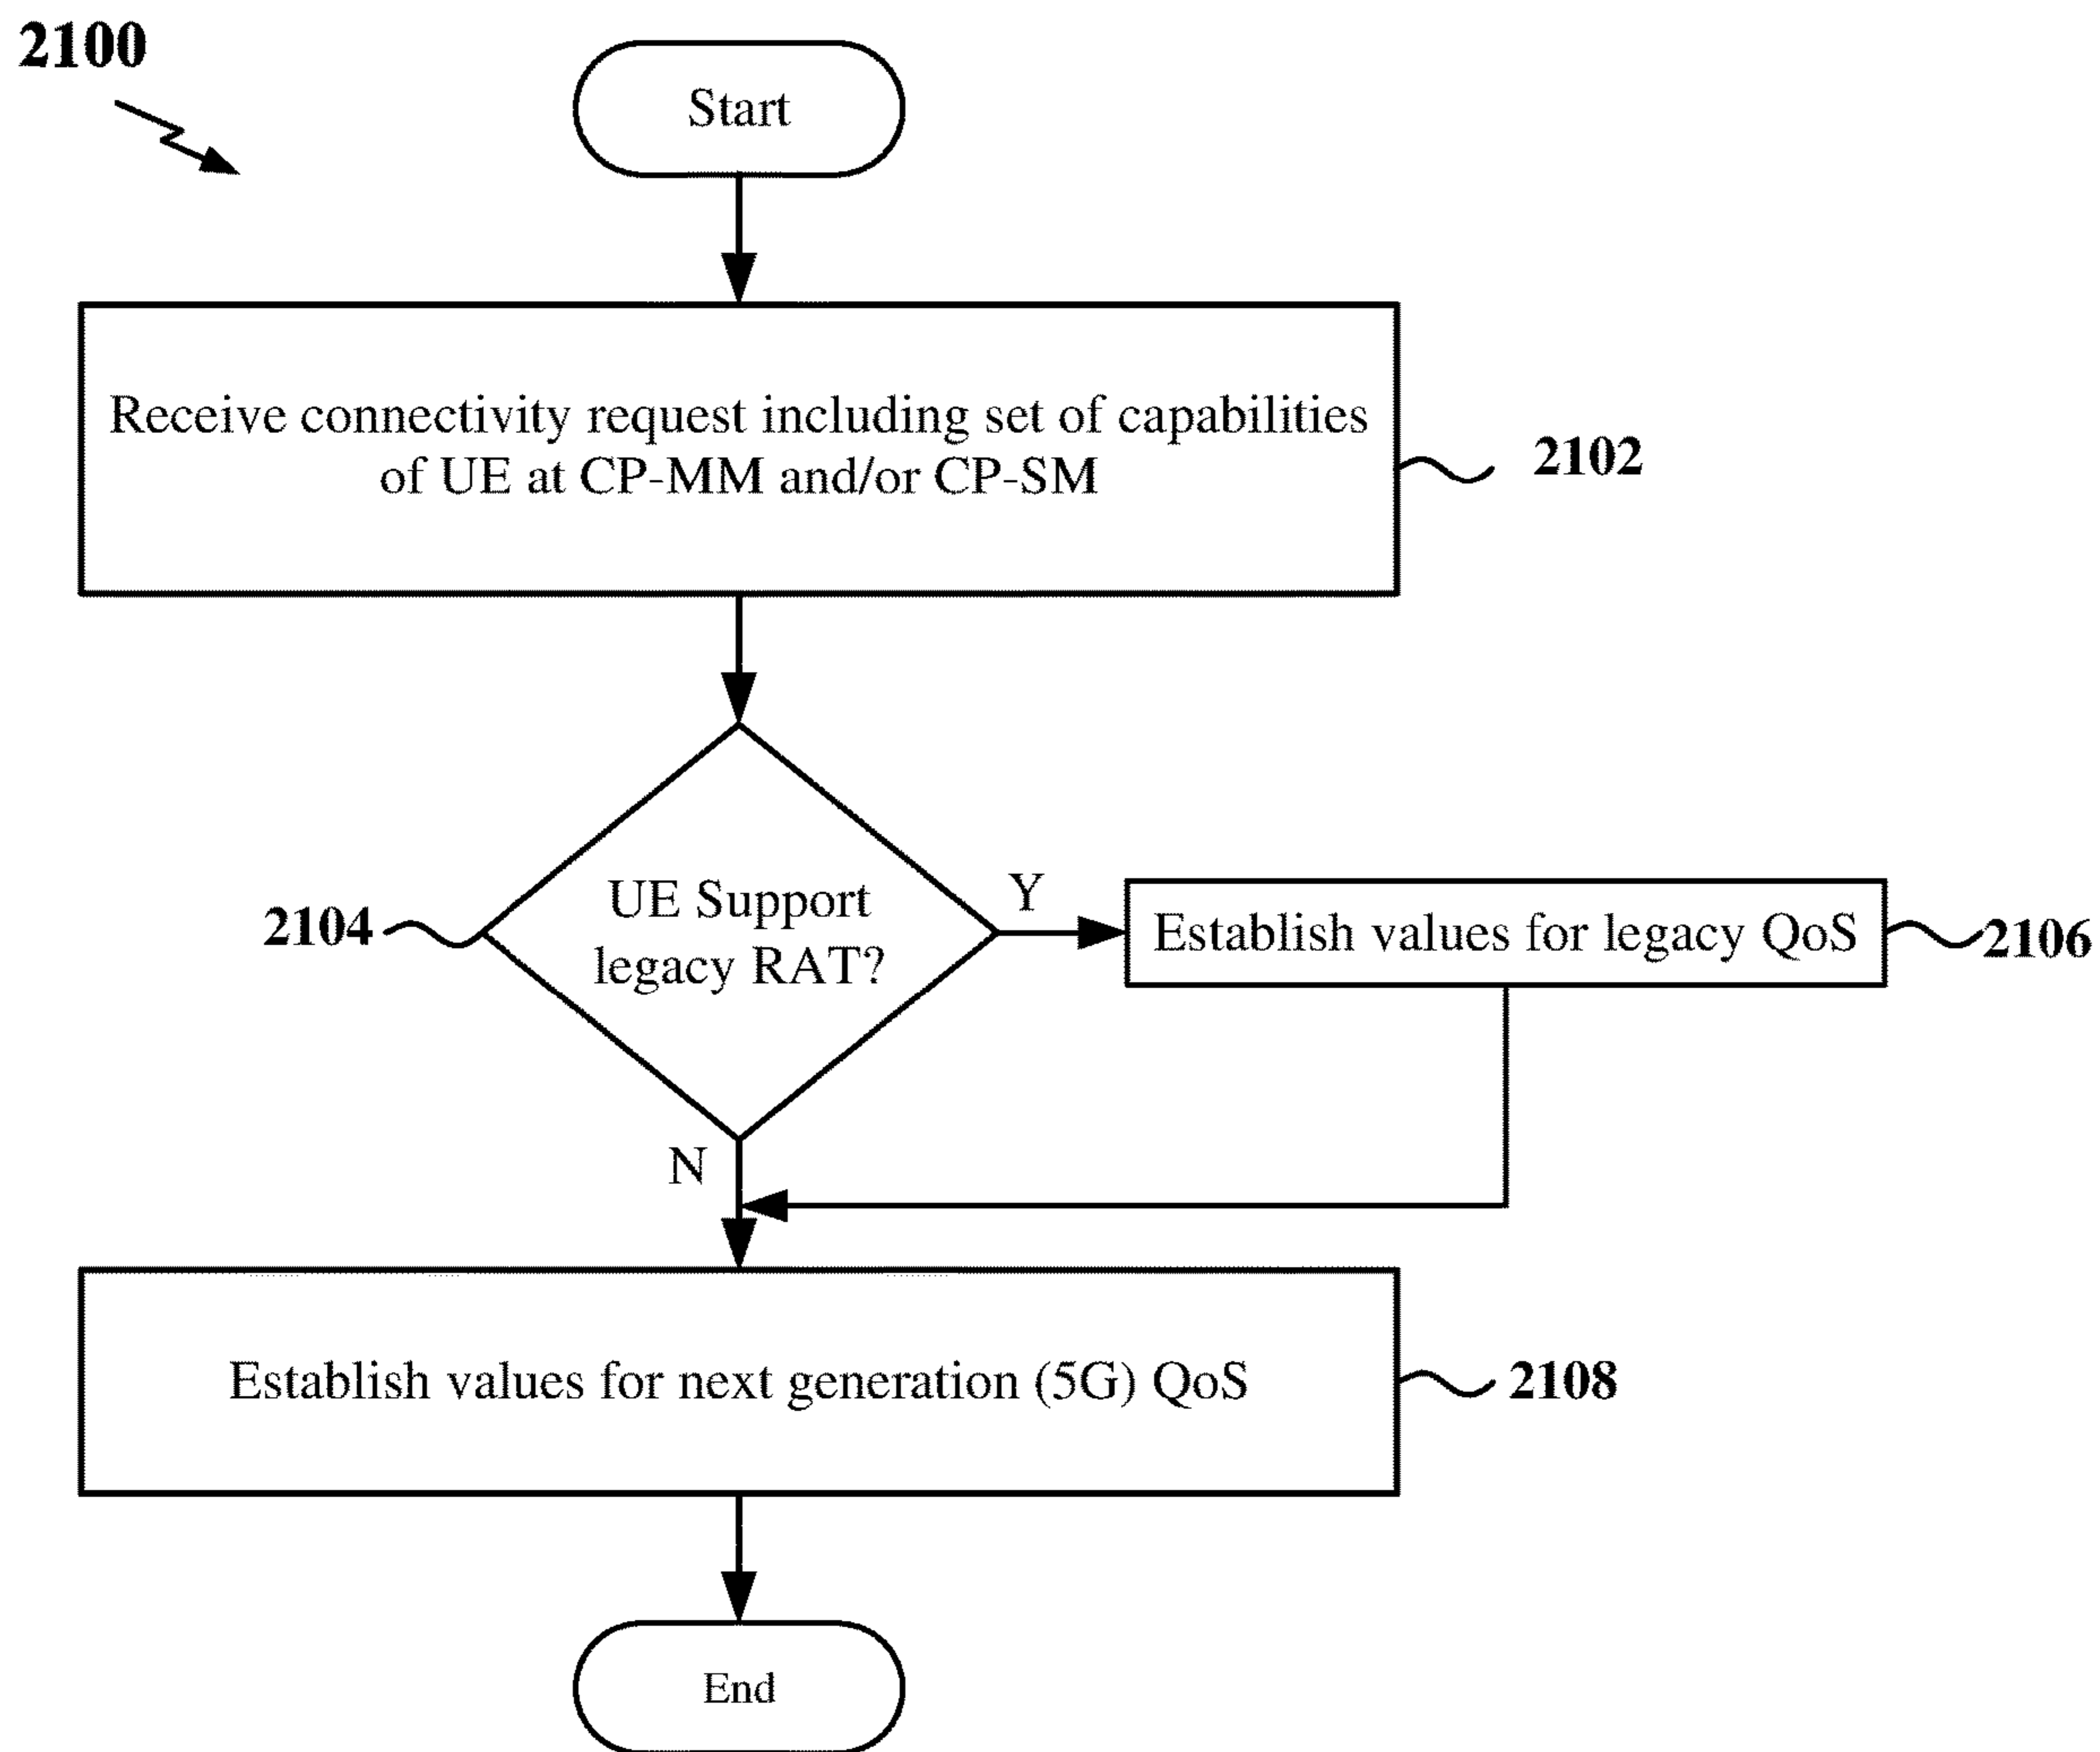 2100
Start
Receive connectivity request including set of capabilities
of UE at CP-MM and/or CP-SM
2102
UE Support
legacy RAT?
2104
Y
Establish values for legacy QoS
2106
N
Establish values for next generation (5G) QoS
2108
End